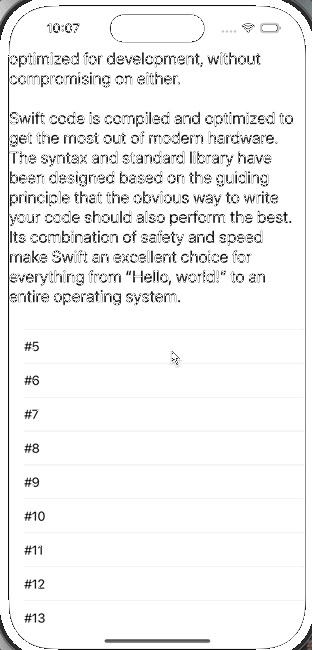 10:07
optimized for development, without
compromising on either.
Swift code is compiled and optimized to
get the most out of modern hardware.
The syntax and standard library have
been designed based on the guiding
principle that the obvious way to write
your code should also perform the best.
Its combination of safety and speed
make Swift an excellent choice for
everything from “Hello, world!” to an
entire operating system.
#5
#6
#7
#8
#9
#10
#11
#12
#13